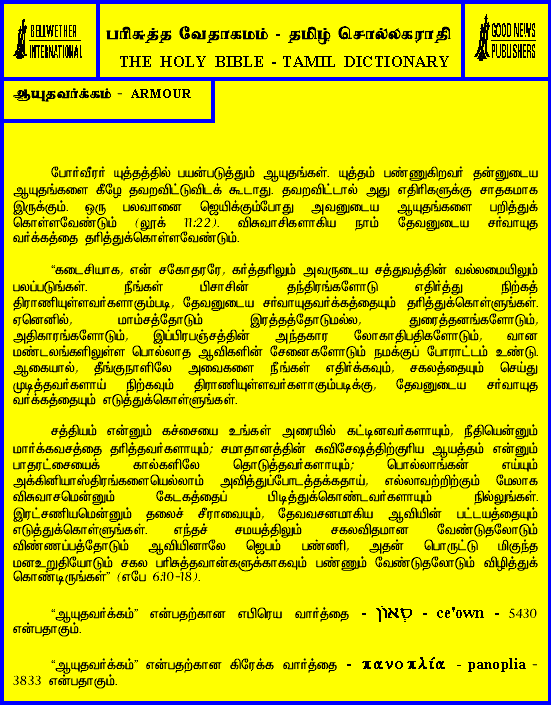 BELLWETHER
INTERNATIONAL
பரிசுத்த வேதாகமம் - தமிழ் சொல்லகராதி
THE HOLY BIBLE - TAMIL DICTIONARY
GOOD NEWS
PUBLISHERS
ஆயுதவர்க்கம் - ARMOUR
போர்வீரர் யுத்தத்தில் பயன்படுத்தும் ஆயுதங்கள். யுத்தம் பண்ணுகிறவர் தன்னுடைய
ஆயுதங்களை கீழே தவறவிட்டுவிடக் கூடாது. தவறவிட்டால் அது எதிரிகளுக்கு சாதகமாக
இருக்கும். ஒரு பலவானை ஜெயிக்கும்போது அவனுடைய ஆயுதங்களை பறித்துக்
கொள்ளவேண்டும் (லூக் 11:22). விசுவாசிகளாகிய நாம் தேவனுடைய சர்வாயுத
வர்க்கத்தை தரித்துக்கொள்ளவேண்டும்.
“கடைசியாக, என் சகோதரரே, கர்த்தரிலும் அவருடைய சத்துவத்தின் வல்லமையிலும்
பலப்படுங்கள். நீங்கள் பிசாசின் தந்திரங்களோடு எதிர்த்து நிற்கத்
திராணியுள்ளவர்களாகும்படி, தேவனுடைய சர்வாயுதவர்க்கத்தையும் தரித்துக்கொள்ளுங்கள்.
ஏனெனில், மாம்சத்தோடும் இரத்தத்தோடுமல்ல, துரைத்தனங்களோடும்,
அதிகாரங்களோடும், இப்பிரபஞ்சத்தின் அந்தகார லோகாதிபதிகளோடும், வான
மண்டலங்களிலுள்ள பொல்லாத ஆவிகளின் சேனைகளோடும் நமக்குப் போராட்டம் உண்டு.
ஆகையால், தீங்குநாளிலே அவைகளை நீங்கள் எதிர்க்கவும், சகலத்தையும் செய்து
முடித்தவர்களாய் நிற்கவும் திராணியுள்ளவர்களாகும்படிக்கு, தேவனுடைய சர்வாயுத
வர்க்கத்தையும் எடுத்துக்கொள்ளுங்கள்.
சத்தியம் என்னும் கச்சையை உங்கள் அரையில் கட்டினவர்களாயும், நீதியென்னும்
மார்க்கவசத்தை தரித்தவர்களாயும்; சமாதானத்தின் சுவிசேஷத்திற்குரிய ஆயத்தம் என்னும்
பாதரட்சையைக் கால்களிலே தொடுத்தவர்களாயும்; பொல்லாங்கன் எய்யும்
அக்கினியாஸ்திரங்களையெல்லாம் அவித்துப்போடத்தக்கதாய், எல்லாவற்றிற்கும் மேலாக
விசுவாசமென்னும் கேடகத்தைப் பிடித்துக்கொண்டவர்களாயும் நில்லுங்கள்.
இரட்சணியமென்னும் தலைச் சீராவையும், தேவவசனமாகிய ஆவியின் பட்டயத்தையும்
எடுத்துக்கொள்ளுங்கள். எந்தச் சமயத்திலும் சகலவிதமான வேண்டுதலோடும்
விண்ணப்பத்தோடும் ஆவியினாலே ஜெபம் பண்ணி, அதன் பொருட்டு மிகுந்த
மனஉறுதியோடும் சகல பரிசுத்தவான்களுக்காகவும் பண்ணும் வேண்டுதலோடும் விழித்துக்
கொண்டிருங்கள்” (எபே 6:10-18).
“ஆயுதவர்க்கம்” என்பதற்கான எபிரெய வார்த்தை - סְאוֹן - ce'own - 5430
என்பதாகும்.
“ஆயுதவர்க்கம்” என்பதற்கான கிரேக்க வார்த்தை - πανοπλία - panoplia -
3833 என்பதாகும்.